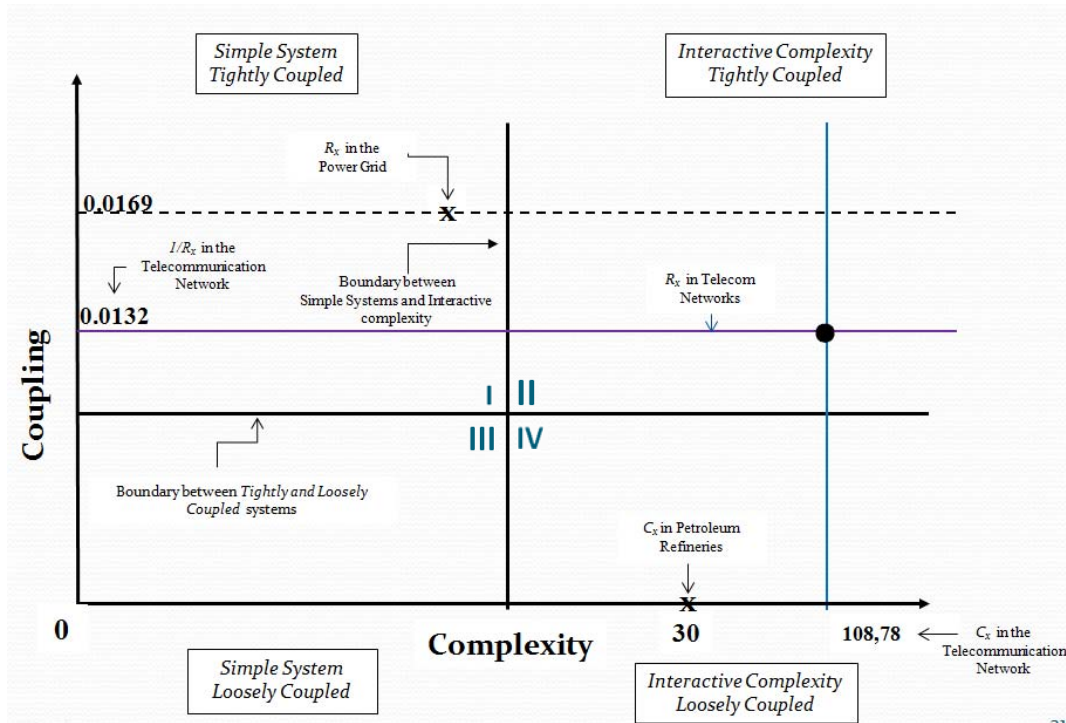 Simple System
Tightly Coupled
Interactive Complexity
Tightly Coupled
Rx in the
Power Grid
0.0169
1/Rx in the
Telecommunication
Network
Boundary between
Simple Systems and Interactive
complexity
Rx in Telecom
Networks
0.0132
Coupling
I II
III IV
Boundary between Tightly and Loosely
Coupled systems
Cx in Petroleum
Refineries
x
x
0
Complexity
30
108,78
Cx in the
Telecommunication
Network
Simple System
Loosely Coupled
Interactive Complexity
Loosely Coupled